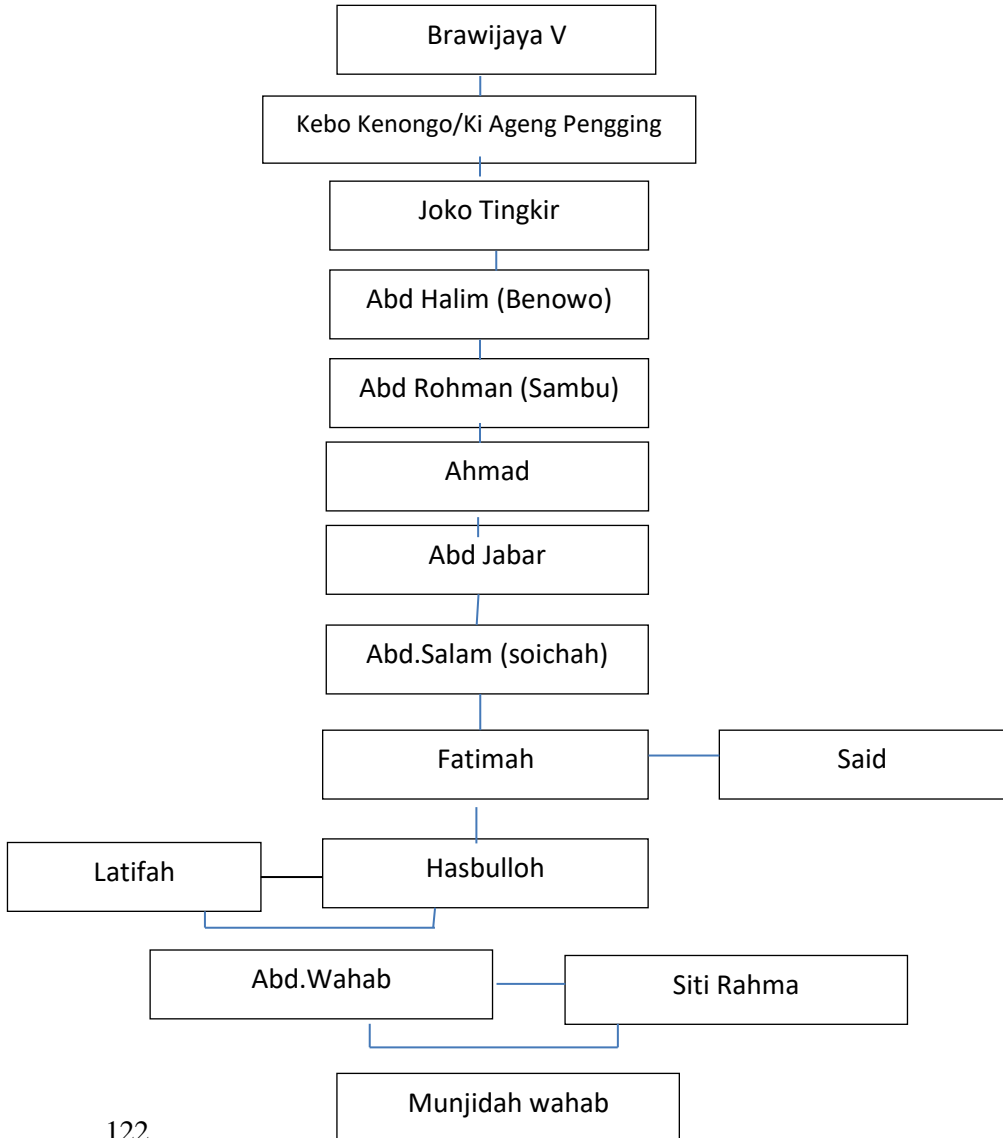 Brawijaya V
Kebo Kenongo/Ki Ageng Pengging
Joko Tingkir
Abd Halim (Benowo)
Abd Rohman (Sambu)
Ahmad
Abd Jabar
Abd.Salam (soichah)
Fatimah
Said
Latifah
Hasbulloh
Abd.Wahab
Siti Rahma
Munjidah wahab
122